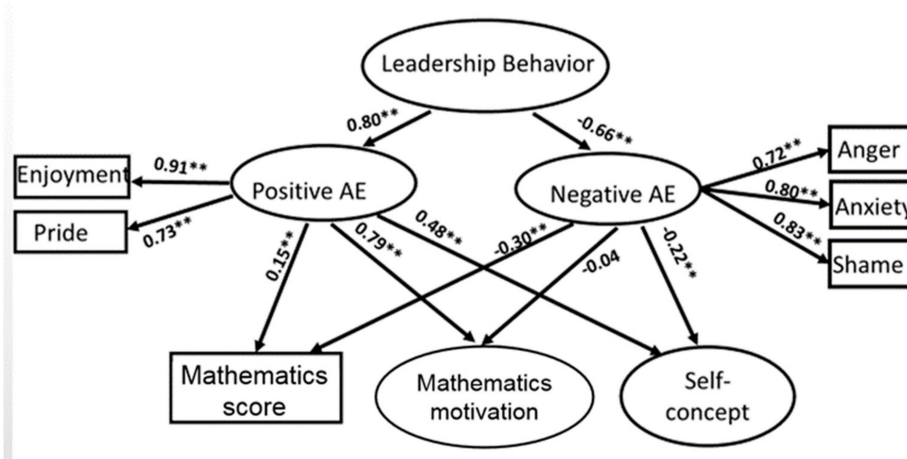 Leadership Behavior
0.80**
-0.66**
Enjoyment
0.91**
Pride
0.73**
Positive AE
Negative AE
0.72**
Anger
0.80**
Anxiety
0.83**
Shame
0.15**
0.79**
0.48**
-0.30**
-0.04
-0.22**
Mathematics
score
Mathematics
motivation
Self-
concept